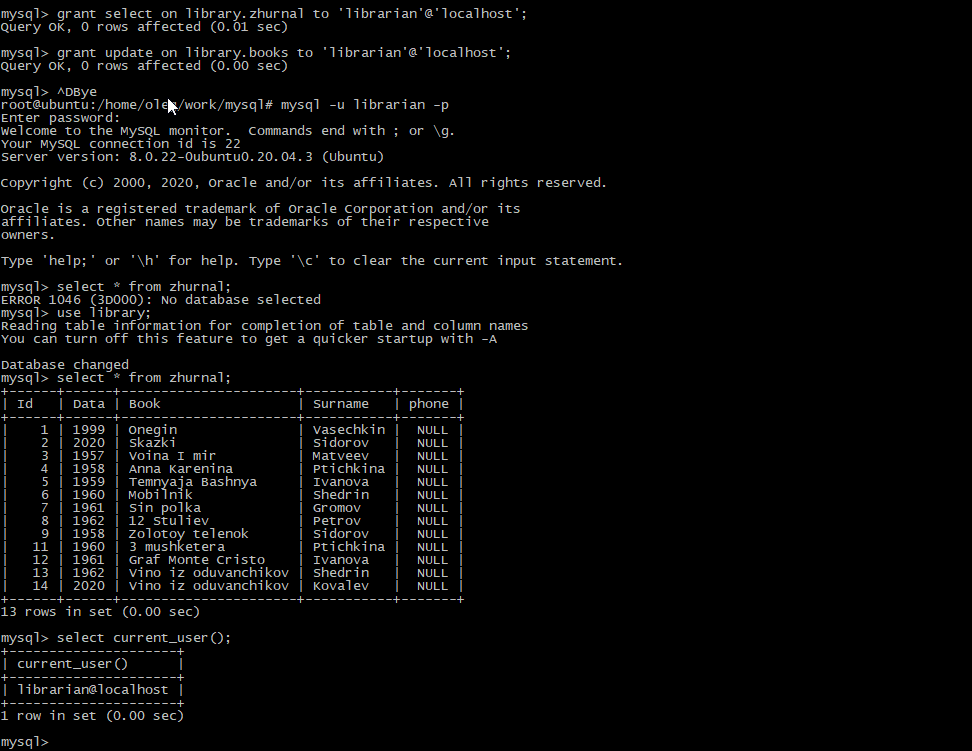 mysql> grant select on library.zhurnal to 'librarian'@'localhost';
Query OK, 0 rows affected (0.01 sec)
mysql> grant update on library.books to 'librarian'@'localhost';
Query OK, 0 rows affected (0.00 sec)
mysql> ^DBye
root@ubuntu:/home/oleg/work/mysql# mysql -u librarian -p
Enter password:
Welcome to the MySQL monitor.  Commands end with ; or \g.
Your MySQL connection id is 22
Server version: 8.0.22-0ubuntu0.20.04.3 (Ubuntu)
Copyright (c) 2000, 2020, Oracle and/or its affiliates. All rights reserved.
Oracle is a registered trademark of Oracle Corporation and/or its
affiliates. Other names may be trademarks of their respective
owners.
Type 'help;' or '\h' for help. Type '\c' to clear the current input statement.
mysql> select * from zhurnal;
ERROR 1046 (3D000): No database selected
mysql> use library;
Reading table information for completion of table and column names
You can turn off this feature to get a quicker startup with -A
Database changed
mysql> select * from zhurnal;
+------+------+----------------------+-----------+-------+
| Id   | Data | Book                 | Surname   | phone |
+------+------+----------------------+-----------+-------+
|    1 | 1999 | Onegin               | Vasechkin |  NULL |
|    2 | 2020 | Skazki               | Sidorov   |  NULL |
|    3 | 1957 | Voina I mir          | Matveev   |  NULL |
|    4 | 1958 | Anna Karenina        | Ptichkina |  NULL |
|    5 | 1959 | Temnyaja Bashnya     | Ivanova   |  NULL |
|    6 | 1960 | Mobilnik             | Shedrin   |  NULL |
|    7 | 1961 | Sin polka            | Gromov    |  NULL |
|    8 | 1962 | 12 Stuliev           | Petrov    |  NULL |
|    9 | 1958 | Zolotoy telenok      | Sidorov   |  NULL |
|   11 | 1960 | 3 mushketera         | Ptichkina |  NULL |
|   12 | 1961 | Graf Monte Cristo    | Ivanova   |  NULL |
|   13 | 1962 | Vino iz oduvanchikov | Shedrin   |  NULL |
|   14 | 2020 | Vino iz oduvanchikov | Kovalev   |  NULL |
+------+------+----------------------+-----------+-------+
13 rows in set (0.00 sec)
mysql> select current_user();
+---------------------+
| current_user()      |
+---------------------+
| librarian@localhost |
+---------------------+
1 row in set (0.00 sec)
mysql>